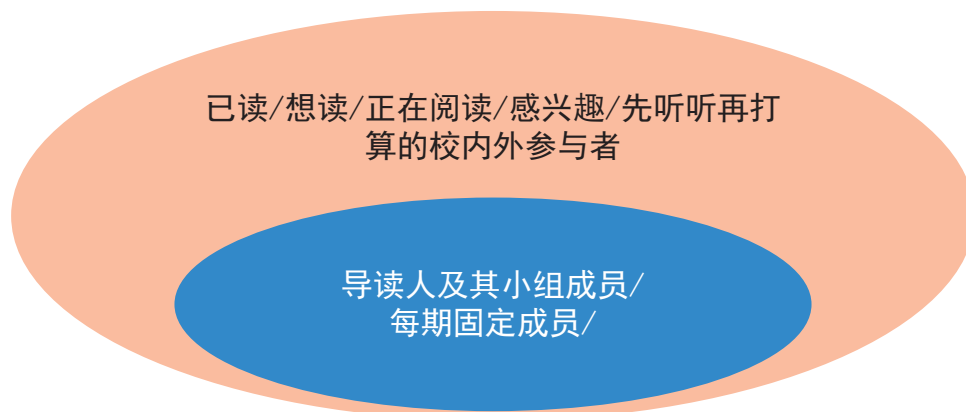 已读/想读/正在阅读/感兴趣/先听听再打
算的校内外参与者
导读人及其小组成员/
每期固定成员/